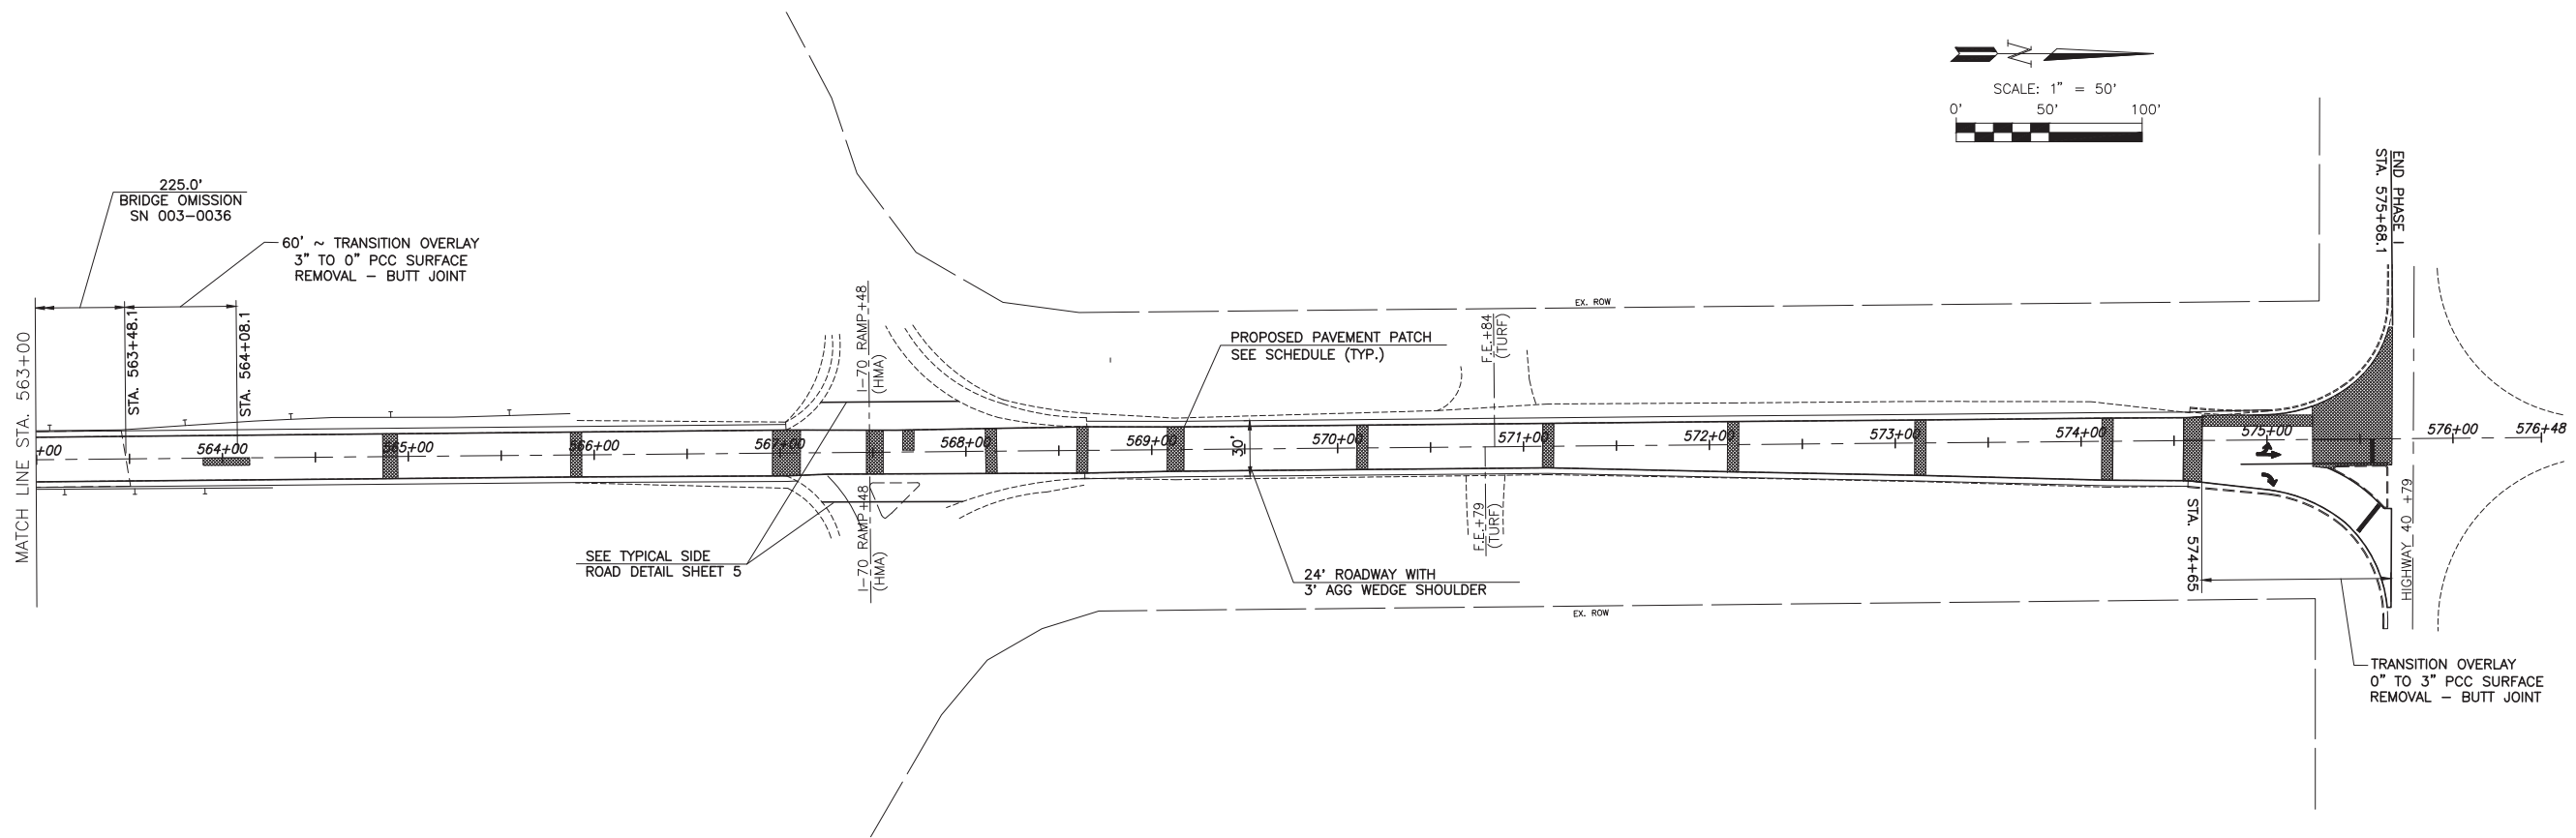 N
SCALE: 1" = 50'
0' 50' 100'
END PHASE I
STA. 575+68.1
225.0'
BRIDGE OMISSION
SN 003-0036
60' ~ TRANSITION OVERLAY
3" TO 0" PCC SURFACE
REMOVAL - BUTT JOINT
MATCH LINE STA. 563+00
STA. 563+48.1
STA. 564+08.1
I-70 RAMP+48
(HMA)
PROPOSED PAVEMENT PATCH
SEE SCHEDULE (TYP.)
F.E.+84
(TURF)
EX. ROW
+00 564+00 565+00 566+00 567+00 568+00 569+00 570+00 571+00 572+00 573+00 574+00 575+00 576+00 576+48
30'
I-70 RAMP+48
(HMA)
F.E.+79
(TURF)
STA. 574+65
HIGHWAY 40 +79
SEE TYPICAL SIDE
ROAD DETAIL SHEET 5
24' ROADWAY WITH
3' AGG WEDGE SHOULDER
EX. ROW
TRANSITION OVERLAY
0" TO 3" PCC SURFACE
REMOVAL - BUTT JOINT